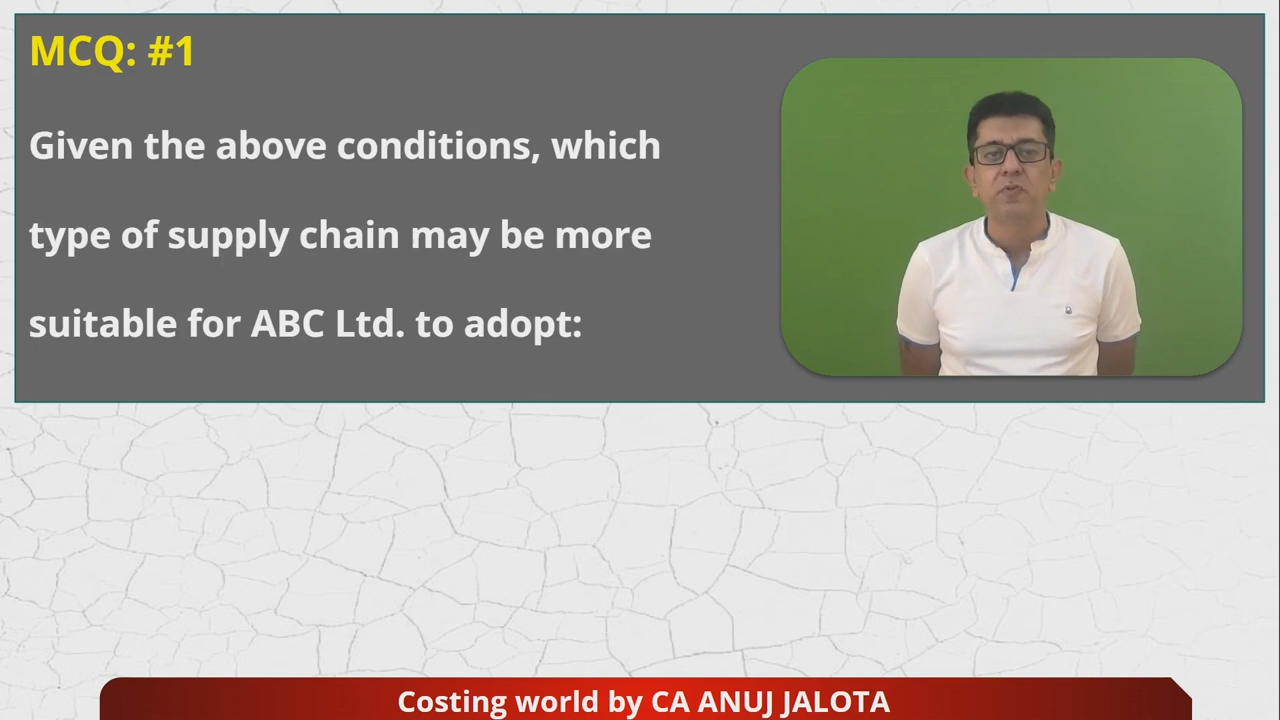 MCQ: #1
Given the above conditions, which
type of supply chain may be more
suitable for ABC Ltd. to adopt:
Costing world by CA ANUJ JALOTA